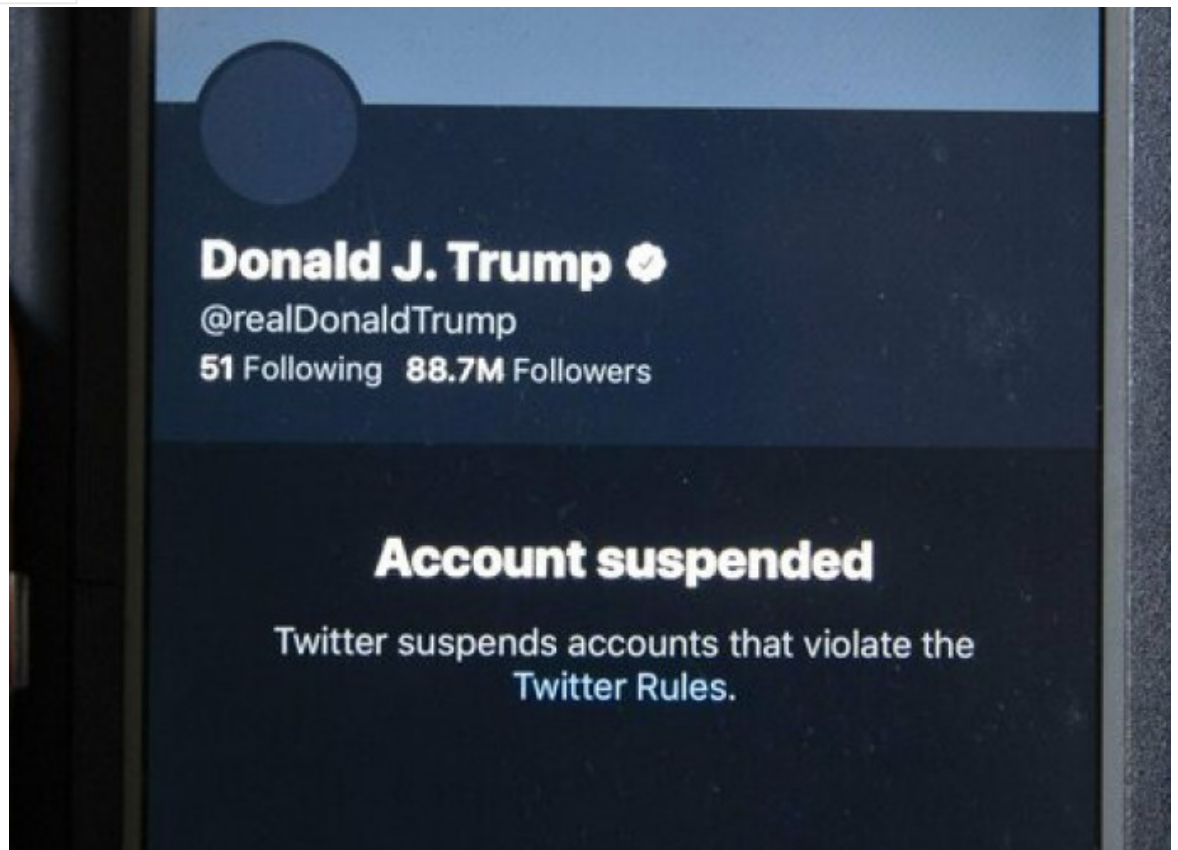 Donald J. Trump
@realDonaldTrump
51 Following 88.7M Followers
Account suspended
Twitter suspends accounts that violate the
Twitter Rules.